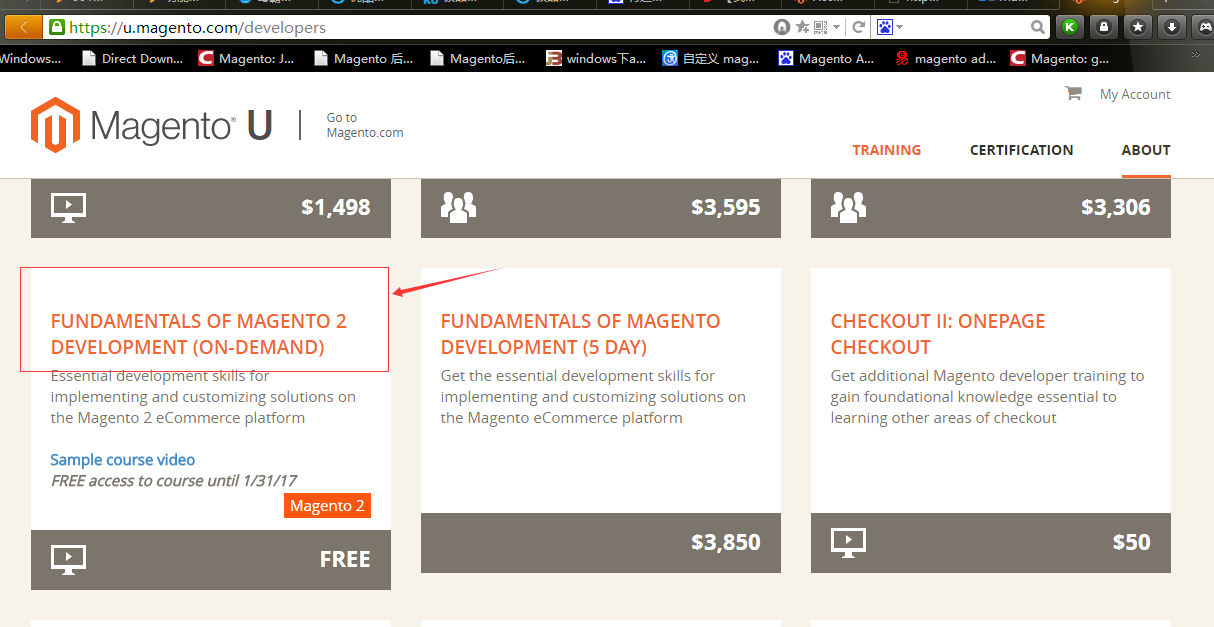 https://u.magento.com/developers
Windows... Direct Down... Magento: J... Magento 后... Magento后... windows下a... 自定义 mag... Magento A... magento ad... Magento: g...
Magento® U
Go to
Magento.com
My Account
TRAINING CERTIFICATION ABOUT
$1,498 $3,595 $3,306
FUNDAMENTALS OF MAGENTO 2
DEVELOPMENT (ON-DEMAND)
Essential development skills for
implementing and customizing solutions on
the Magento 2 eCommerce platform
Sample course video
FREE access to course until 1/31/17
Magento 2
FREE
FUNDAMENTALS OF MAGENTO
DEVELOPMENT (5 DAY)
Get the essential development skills for
implementing and customizing solutions on
the Magento eCommerce platform
$3,850
CHECKOUT II: ONEPAGE
CHECKOUT
Get additional Magento developer training to
gain foundational knowledge essential to
learning other areas of checkout
$50